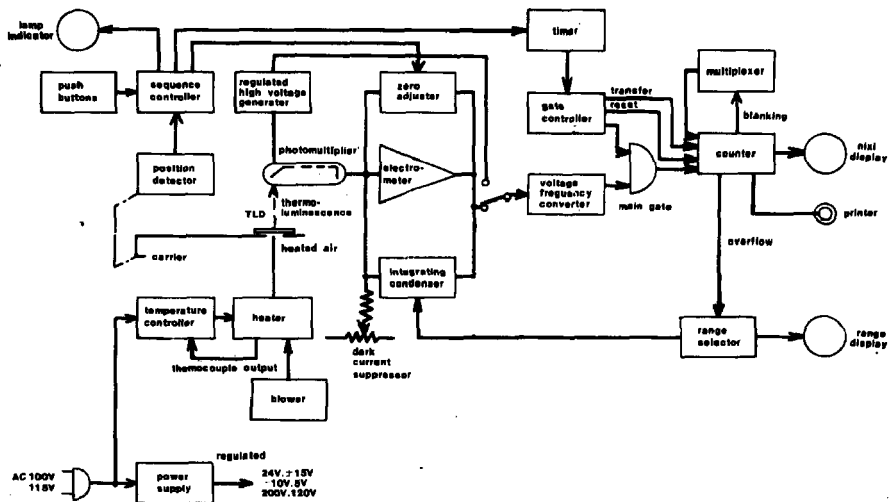 lamp
indicator
timer
push
buttons
sequence
controller
regulated
high voltage
generator
zero
adjuster
multiplexer
gate
controller
transfer
reset
blanking
photomultiplier
position
detector
electro-
meter
counter
nixi
display
TLD
thermo-
luminescence
voltage
freguency
converter
main gate
printer
carrier
heated air
overflow
integrating
condenser
temperature
controller
heater
range
selector
range
display
dark
current
suppressor
thermocouple output
blower
AC 100V
115V
power
supply
regulated
24V.±15V
-10V.5V
200V.120V